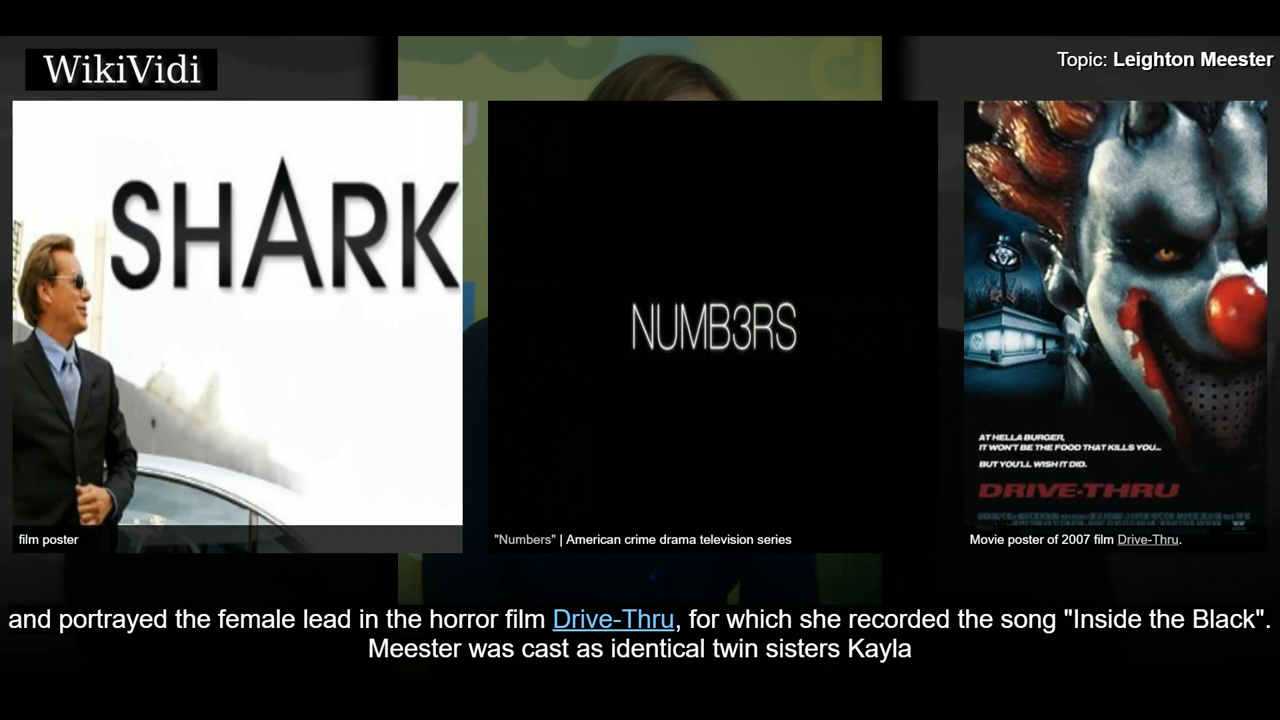 WikiVidi
Topic: Leighton Meester
SHARK
film poster
NUMB3RS
"Numbers" | American crime drama television series
AT HELLA BURGER,
IT WON'T BE THE FOOD THAT KILLS YOU...
BUT YOU'LL WISH IT DID.
DRIVE-THRU
Movie poster of 2007 film Drive-Thru.
and portrayed the female lead in the horror film Drive-Thru, for which she recorded the song "Inside the Black".
Meester was cast as identical twin sisters Kayla